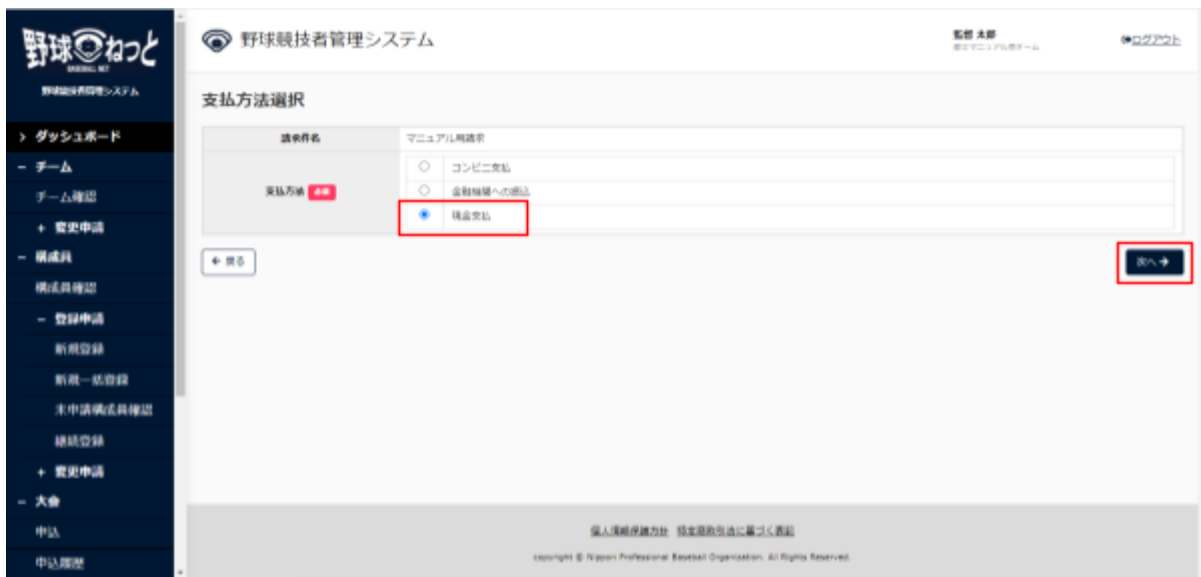 野球ねっと
BASEBALL NET
野球競技者管理システム
> ダッシュボード
− チーム
チーム確認
+ 変更申請
− 構成員
構成員確認
− 登録申請
新規登録
新規一括登録
未申請構成員確認
継続登録
+ 変更申請
− 大会
申込
申込履歴
野球競技者管理システム
監督 太郎
ログアウト
支払方法選択
請求件名 マニュアル用請求
支払方法 必須
コンビニ支払
金融機関への振込
現金支払
← 戻る
次へ →
個人情報保護方針 特定商取引法に基づく表記
copyright © Nippon Professional Baseball Organization. All Rights Reserved.